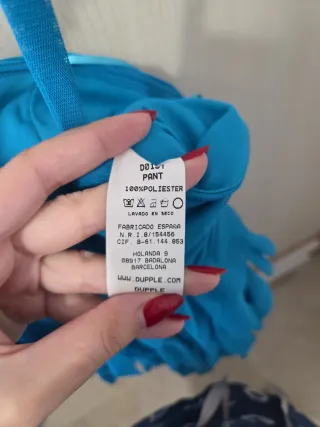 PANT
100%POLIESTER
LAVADO EN SECO
FABRICADO ESPAÑA
N.R.I.8/154456
CIF. B-61.144.853
HOLANDA 9
08917 BADALONA
BARCELONA
WWW.DUPPLE.COM
DUPPLE